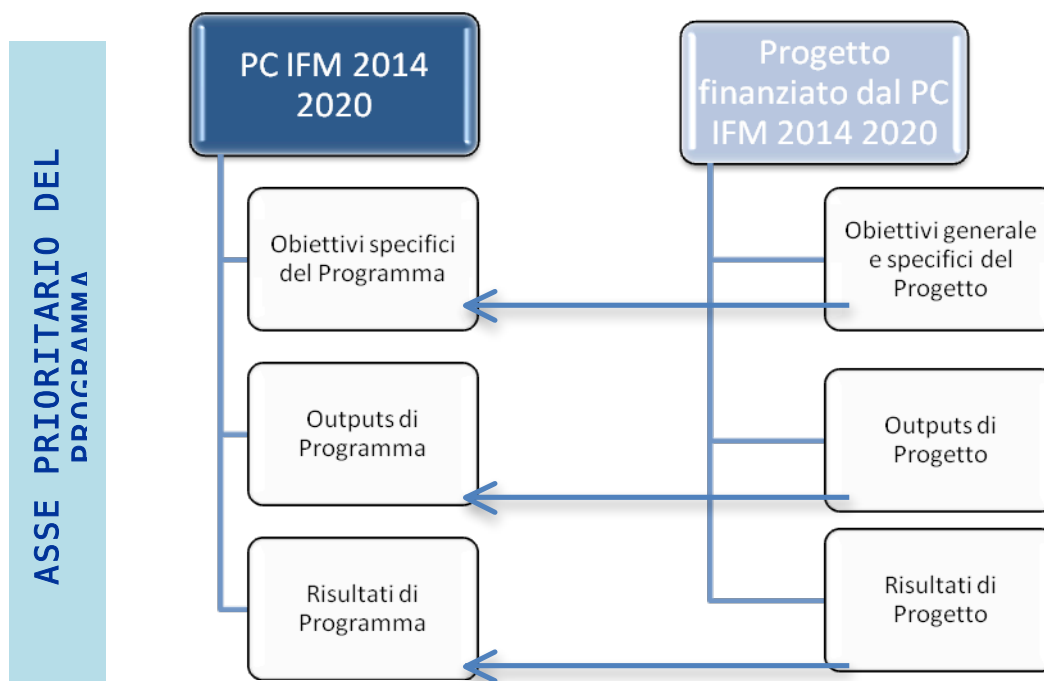 ASSE PRIORITARIO DEL
PROGRAMMA
PC IFM 2014
2020
Obiettivi specifici
del Programma
Outputs di
Programma
Risultati di
Programma
Progetto
finanziato dal PC
IFM 2014 2020
Obiettivi generale
e specifici del
Progetto
Outputs di
Progetto
Risultati di
Progetto